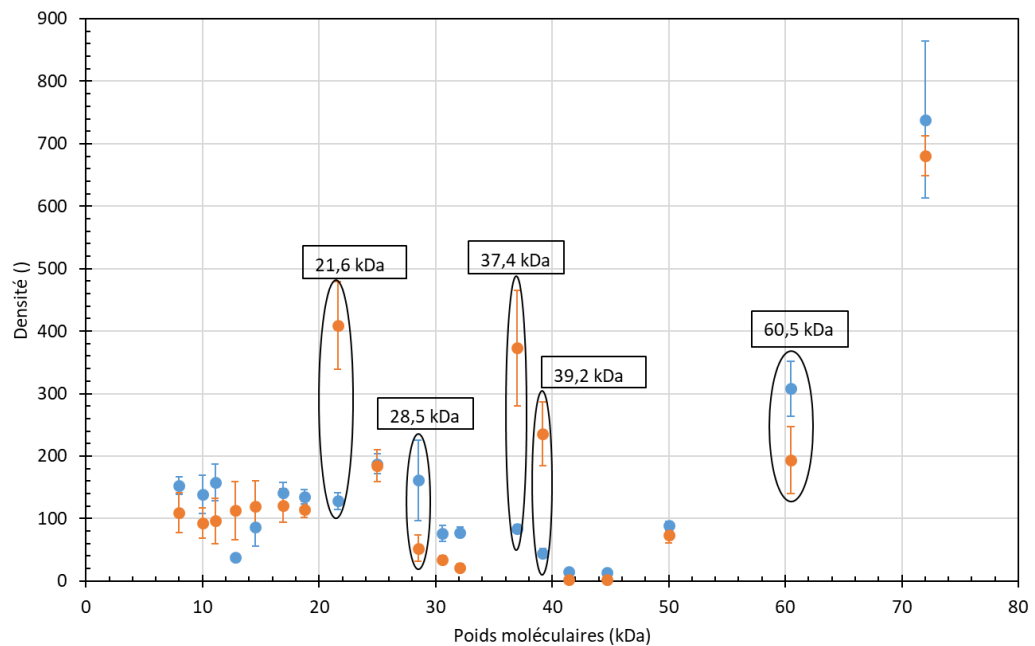 900
800
700
600
500
400
300
200
100
0
Densité ()
21,6 kDa
28,5 kDa
37,4 kDa
39,2 kDa
60,5 kDa
0 10 20 30 40 50 60 70 80
Poids moléculaires (kDa)